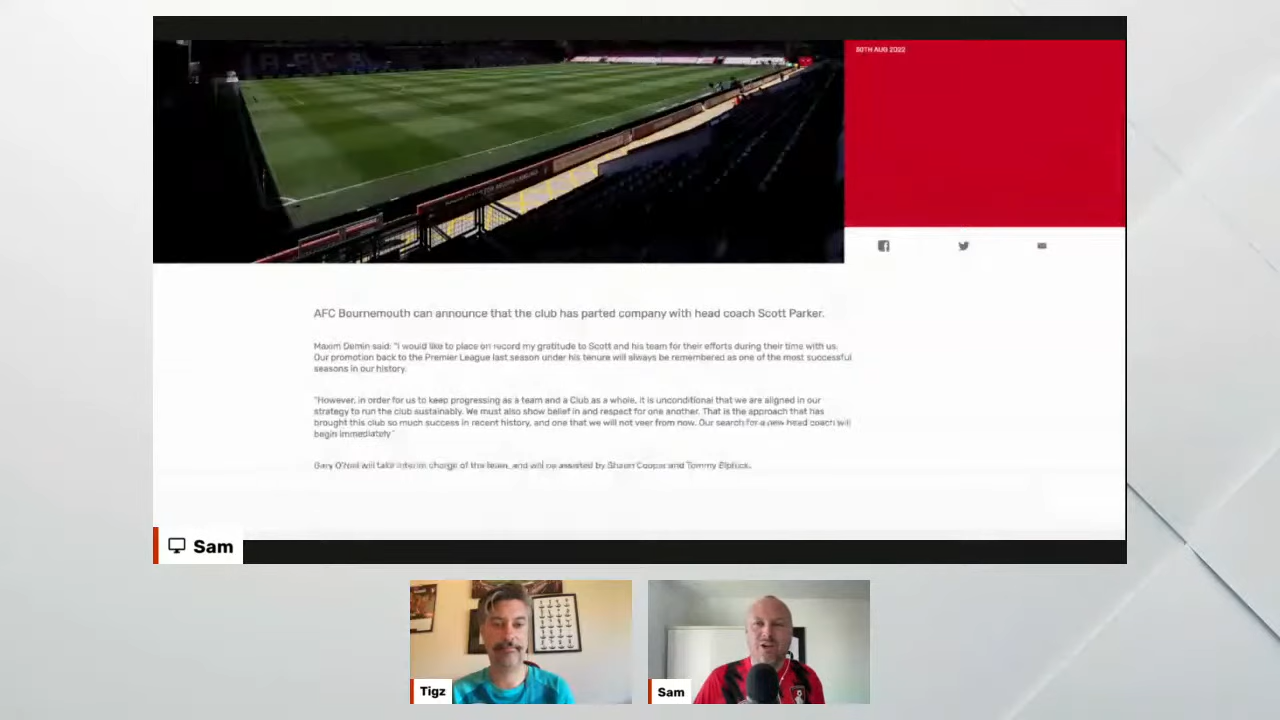 AFCB
30TH AUG 2022
AFC Bournemouth can announce that the club has parted company with head coach Scott Parker.
Maxim Demin said: "I would like to place on record my gratitude to Scott and his team for their efforts during their time with us.
Our promotion back to the Premier League last season under his tenure will always be remembered as one of the most successful
seasons in our history.
"However, in order for us to keep progressing as a team and a Club as a whole, it is unconditional that we are aligned in our
strategy to run the club sustainably. We must also show belief in and respect for one another. That is the approach that has
brought this club so much success in recent history, and one that we will not veer from now. Our search for a new head coach will
begin immediately"
Gary O'Neil will take interim charge of the team, and will be assisted by Shaun Cooper and Tommy Elphick.
Sam
Tigz
Sam